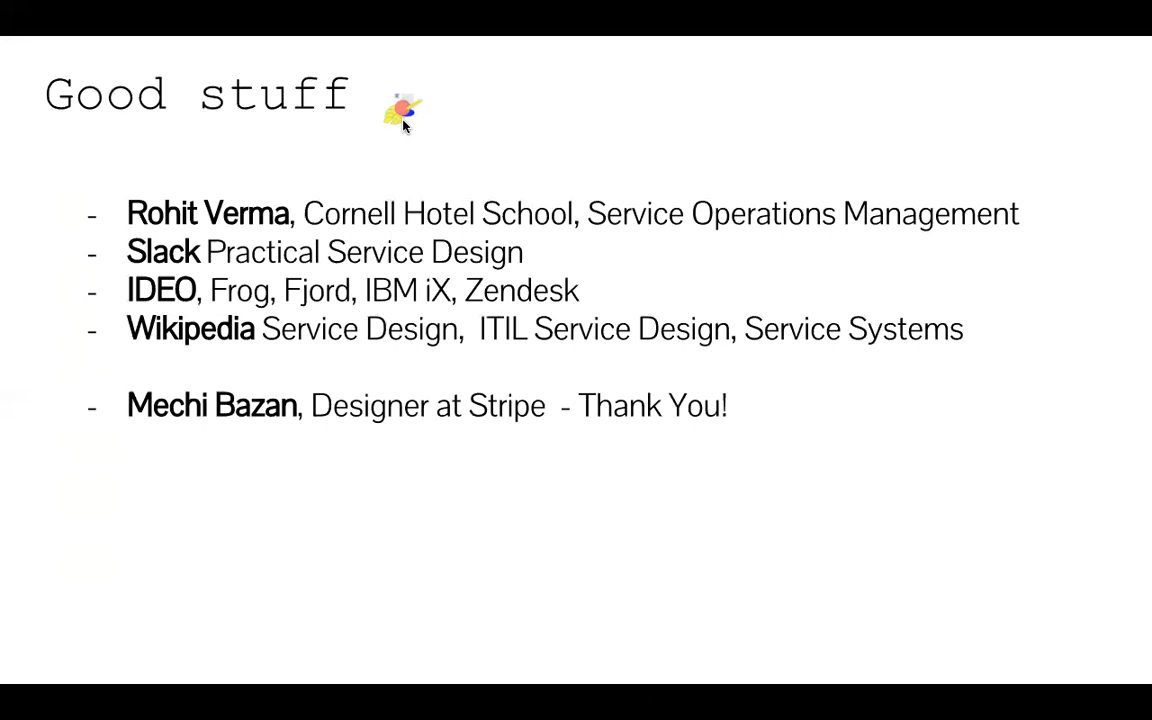 Good stuff
- Rohit Verma, Cornell Hotel School, Service Operations Management
- Slack Practical Service Design
- IDEO, Frog, Fjord, IBM iX, Zendesk
- Wikipedia Service Design,  ITIL Service Design, Service Systems
- Mechi Bazan, Designer at Stripe  - Thank You!